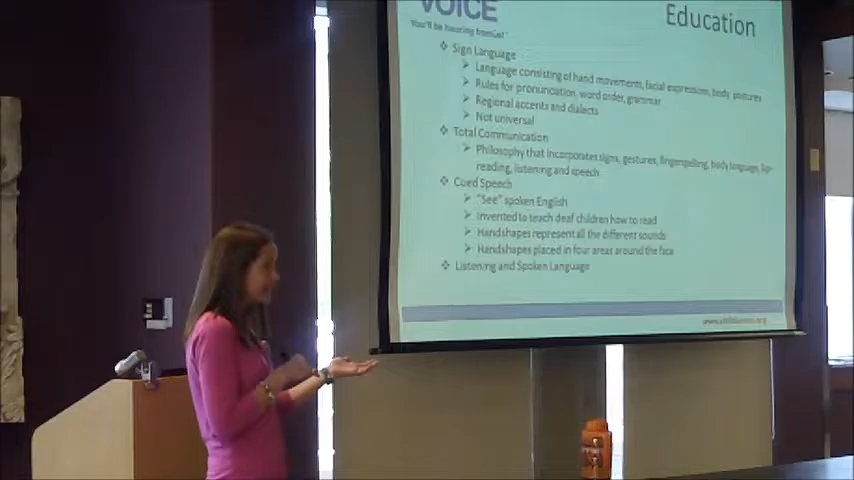 VOICE
Education
You'll be hearing from us!
Sign Language
Language consisting of hand movements, facial expressions, body postures
Rules for pronunciation, word order, grammar
Regional accents and dialects
Not universal
Total Communication
Philosophy that incorporates signs, gestures, fingerspelling, body language, lip-
reading, listening and speech
Cued Speech
"See" spoken English
Invented to teach deaf children how to read
Handshapes represent all the different sounds
Handshapes placed in four areas around the face
Listening and Spoken Language